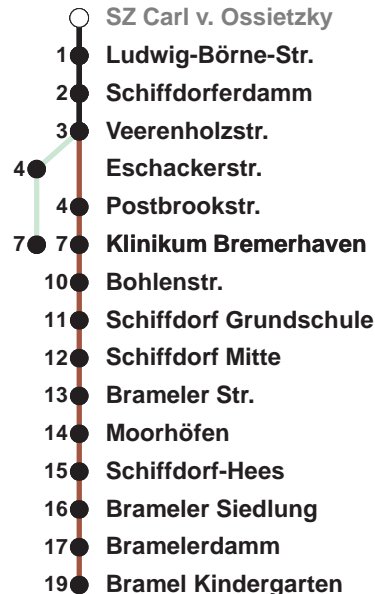 SZ Carl v. Ossietzky
1 Ludwig-Börne-Str.
2 Schiffdorferdamm
3 Veerenholzstr.
4 Eschackerstr.
4 Postbrookstr.
7 7 Klinikum Bremerhaven
10 Bohlenstr.
11 Schiffdorf Grundschule
12 Schiffdorf Mitte
13 Brameler Str.
14 Moorhöfen
15 Schiffdorf-Hees
16 Brameler Siedlung
17 Bramelerdamm
19 Bramel Kindergarten